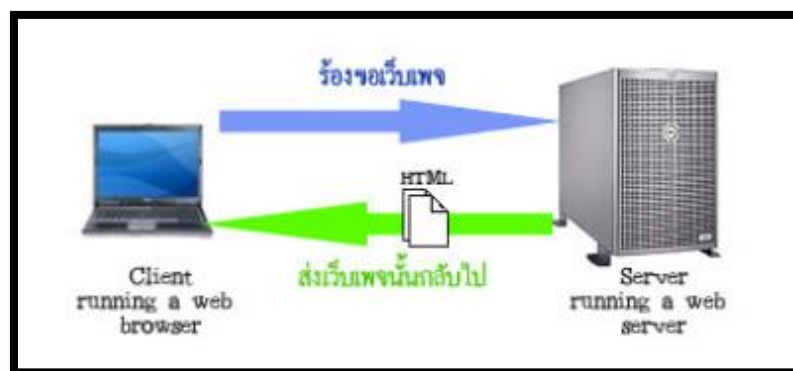 ร้องขอเว็บเพจ
HTML
ส่งเว็บเพจนั้นกลับไป
Client
running a web
browser
Server
running a web
server